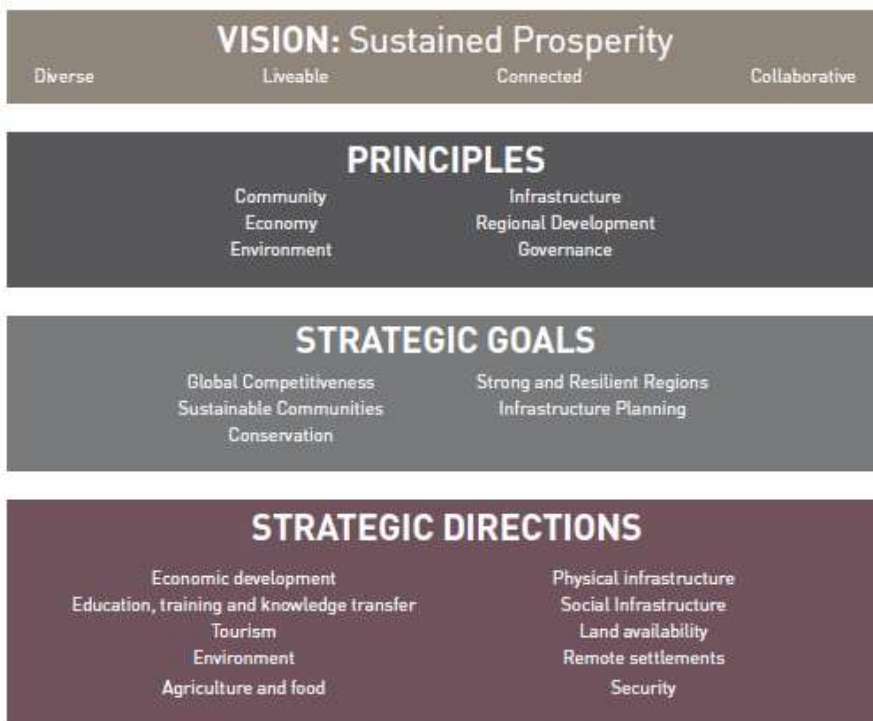 VISION: Sustained Prosperity
Diverse Liveable Connected Collaborative
PRINCIPLES
Community
Economy
Environment
Infrastructure
Regional Development
Governance
STRATEGIC GOALS
Global Competitiveness
Sustainable Communities
Conservation
Strong and Resilient Regions
Infrastructure Planning
STRATEGIC DIRECTIONS
Economic development
Education, training and knowledge transfer
Tourism
Environment
Agriculture and food
Physical infrastructure
Social Infrastructure
Land availability
Remote settlements
Security